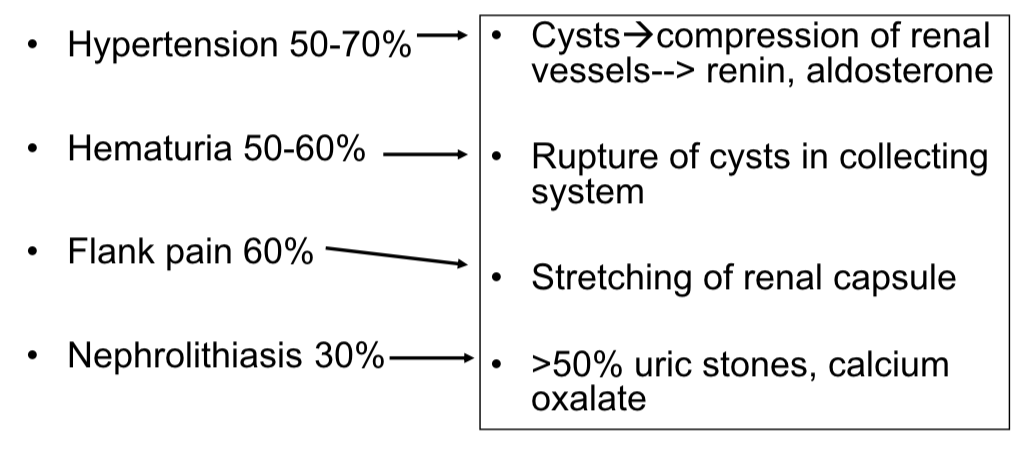 • Hypertension 50-70%
• Cysts→compression of renal
vessels--> renin, aldosterone
• Hematuria 50-60%
• Rupture of cysts in collecting
system
• Flank pain 60%
• Stretching of renal capsule
• Nephrolithiasis 30%
• >50% uric stones, calcium
oxalate